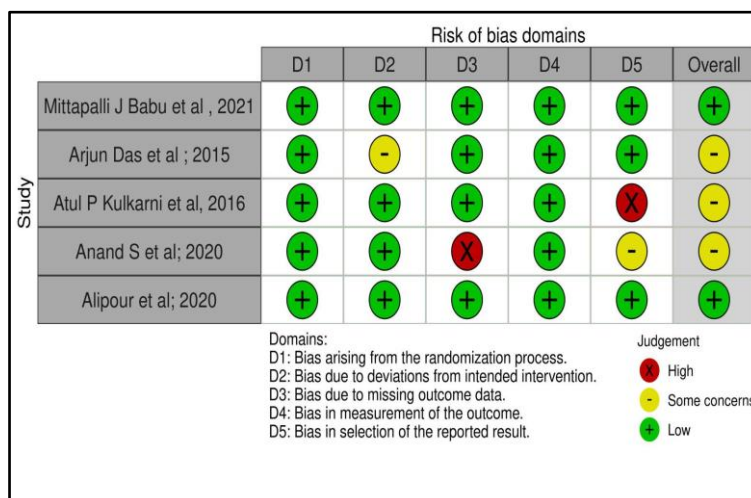 Risk of bias domains
D1 D2 D3 D4 D5 Overall
Study
Mittapalli J Babu et al , 2021 + + + + + +
Arjun Das et al ; 2015 + - + + + -
Atul P Kulkarni et al, 2016 + + + + X -
Anand S et al; 2020 + + X + - -
Alipour et al; 2020 + + + + + +
Domains:
D1: Bias arising from the randomization process.
D2: Bias due to deviations from intended intervention.
D3: Bias due to missing outcome data.
D4: Bias in measurement of the outcome.
D5: Bias in selection of the reported result.
Judgement
X High
- Some concerns
+ Low